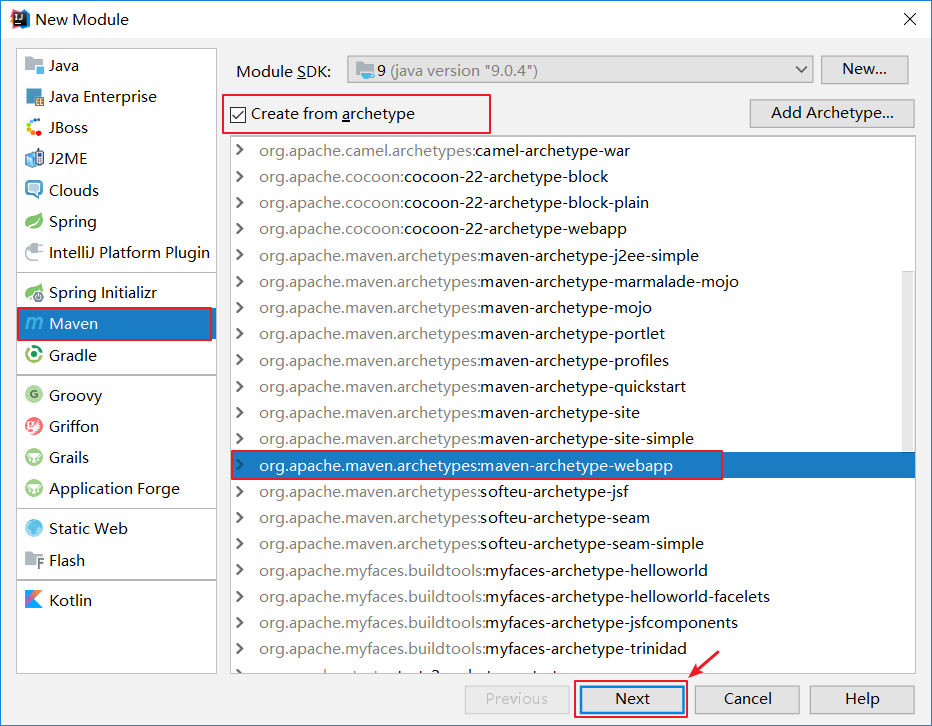 New Module
Java
Java Enterprise
JBoss
J2ME
Clouds
Spring
IntelliJ Platform Plugin
Spring Initializr
Maven
Gradle
Groovy
Griffon
Grails
Application Forge
Static Web
Flash
Kotlin
Module SDK: 9 (java version "9.0.4") New...
Create from archetype Add Archetype...
org.apache.camel.archetypes:camel-archetype-war
org.apache.cocoon:cocoon-22-archetype-block
org.apache.cocoon:cocoon-22-archetype-block-plain
org.apache.cocoon:cocoon-22-archetype-webapp
org.apache.maven.archetypes:maven-archetype-j2ee-simple
org.apache.maven.archetypes:maven-archetype-marmalade-mojo
org.apache.maven.archetypes:maven-archetype-mojo
org.apache.maven.archetypes:maven-archetype-portlet
org.apache.maven.archetypes:maven-archetype-profiles
org.apache.maven.archetypes:maven-archetype-quickstart
org.apache.maven.archetypes:maven-archetype-site
org.apache.maven.archetypes:maven-archetype-site-simple
org.apache.maven.archetypes:maven-archetype-webapp
org.apache.maven.archetypes:softeu-archetype-jsf
org.apache.maven.archetypes:softeu-archetype-seam
org.apache.maven.archetypes:softeu-archetype-seam-simple
org.apache.myfaces.buildtools:myfaces-archetype-helloworld
org.apache.myfaces.buildtools:myfaces-archetype-helloworld-facelets
org.apache.myfaces.buildtools:myfaces-archetype-jsfcomponents
org.apache.myfaces.buildtools:myfaces-archetype-trinidad
Previous Next Cancel Help